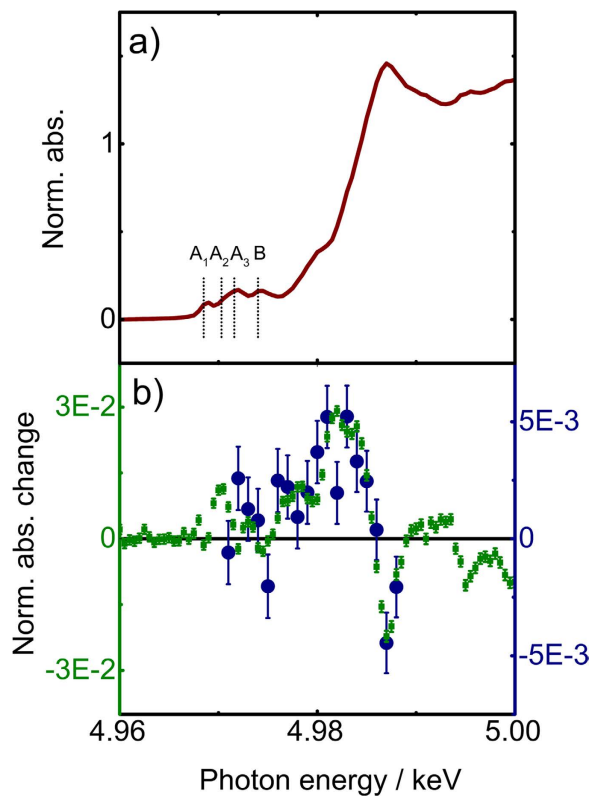 a)
Norm. abs.
1
0
A1 A2 A3 B
b)
Norm. abs. change
3E-2
0
-3E-2
5E-3
0
-5E-3
4.96
4.98
5.00
Photon energy / keV